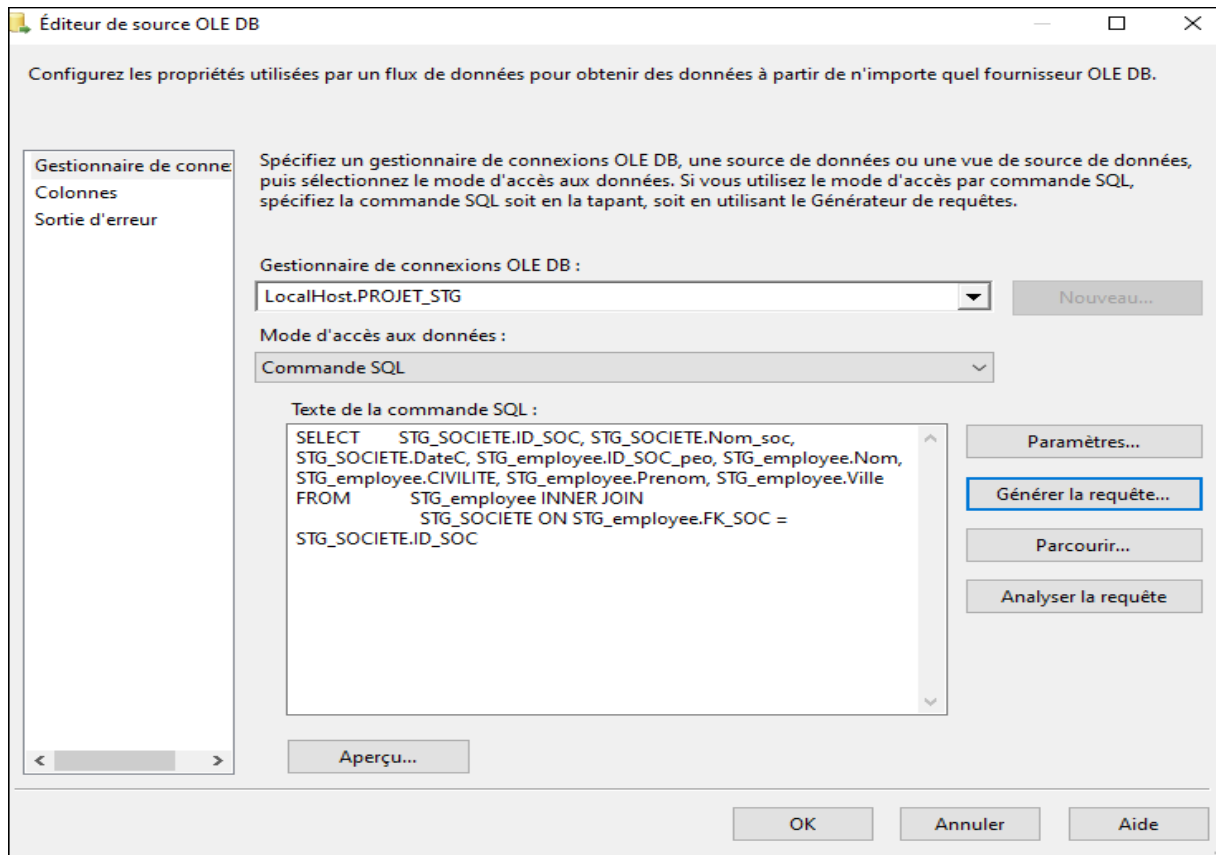 Éditeur de source OLE DB
Configurez les propriétés utilisées par un flux de données pour obtenir des données à partir de n'importe quel fournisseur OLE DB.
Gestionnaire de conne
Colonnes
Sortie d'erreur
Spécifiez un gestionnaire de connexions OLE DB, une source de données ou une vue de source de données,
puis sélectionnez le mode d'accès aux données. Si vous utilisez le mode d'accès par commande SQL,
spécifiez la commande SQL soit en la tapant, soit en utilisant le Générateur de requêtes.
Gestionnaire de connexions OLE DB :
LocalHost.PROJET_STG
Nouveau...
Mode d'accès aux données :
Commande SQL
Texte de la commande SQL :
SELECT STG_SOCIETE.ID_SOC, STG_SOCIETE.Nom_soc,
STG_SOCIETE.DateC, STG_employee.ID_SOC_peo, STG_employee.Nom,
STG_employee.CIVILITE, STG_employee.Prenom, STG_employee.Ville
FROM STG_employee INNER JOIN
STG_SOCIETE ON STG_employee.FK_SOC =
STG_SOCIETE.ID_SOC
Paramètres...
Générer la requête...
Parcourir...
Analyser la requête
Aperçu...
OK
Annuler
Aide